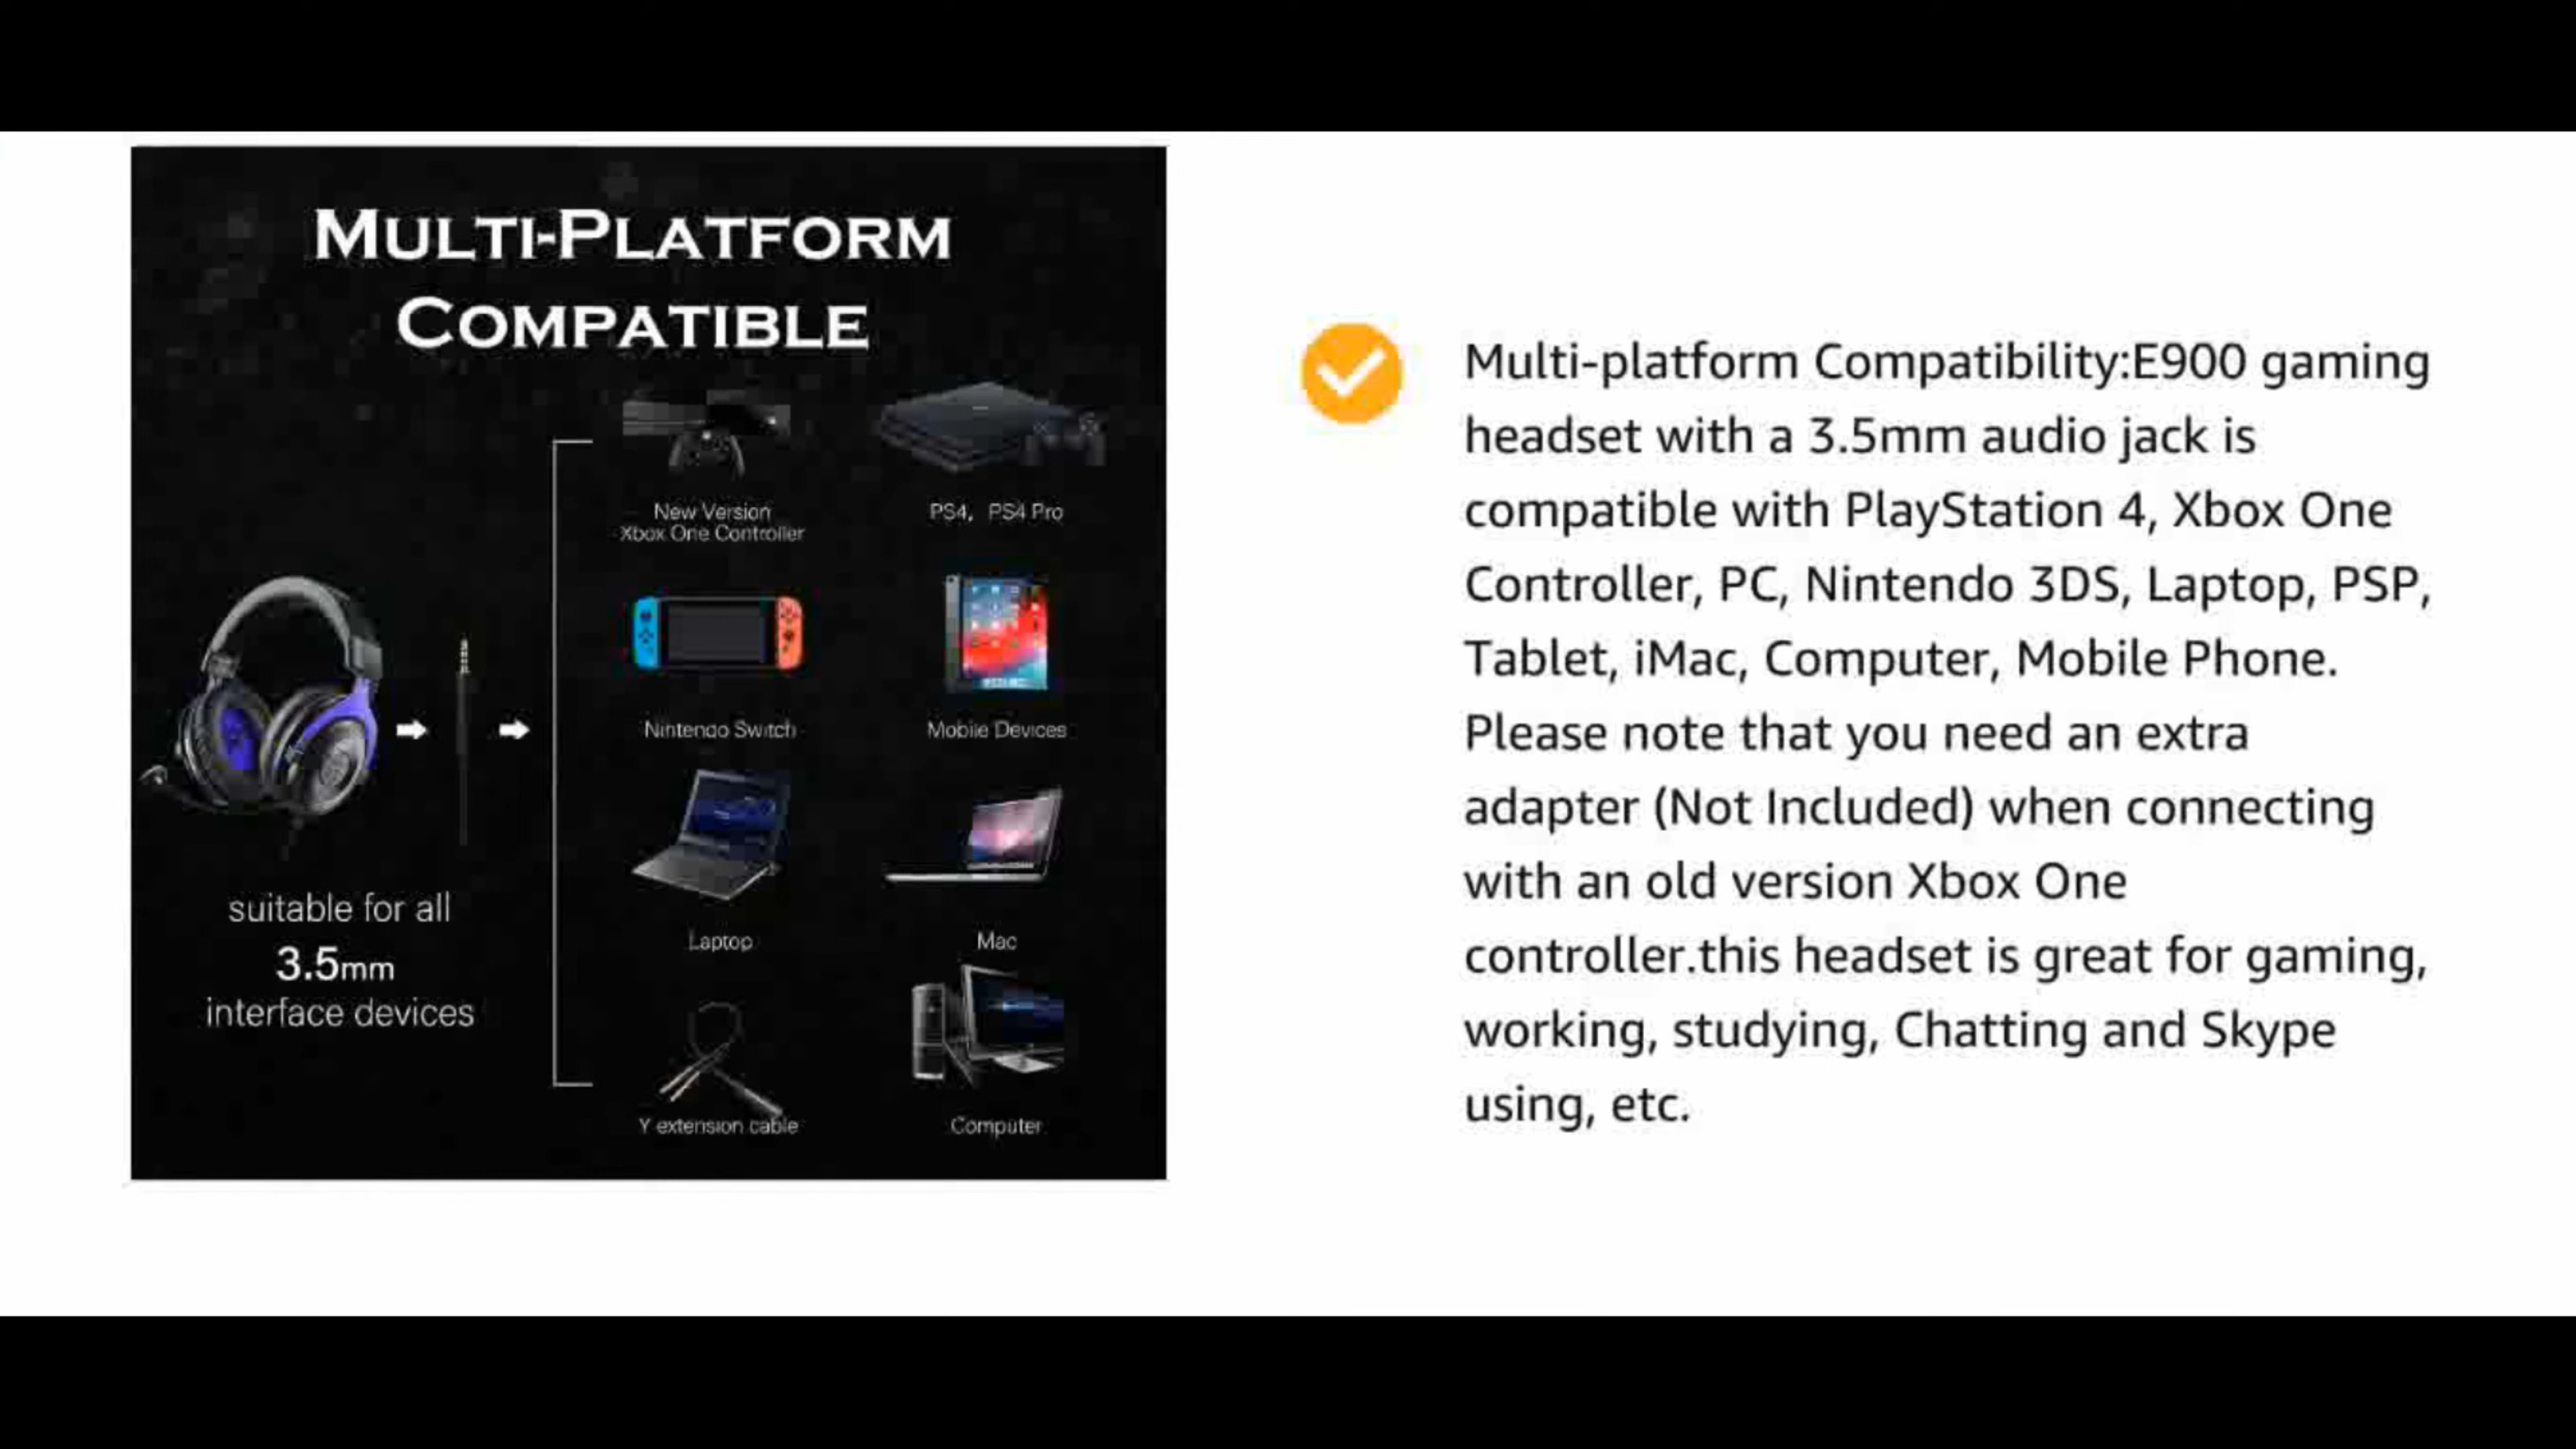 MULTI-PLATFORM
COMPATIBLE
New Version
Xbox One Controller
PS4, PS4 Pro
Nintendo Switch
Mobile Devices
suitable for all
3.5mm
interface devices
Laptop
Mac
Y extension cable
Computer
Multi-platform Compatibility:E900 gaming
headset with a 3.5mm audio jack is
compatible with PlayStation 4, Xbox One
Controller, PC, Nintendo 3DS, Laptop, PSP,
Tablet, iMac, Computer, Mobile Phone.
Please note that you need an extra
adapter (Not Included) when connecting
with an old version Xbox One
controller.this headset is great for gaming,
working, studying, Chatting and Skype
using, etc.